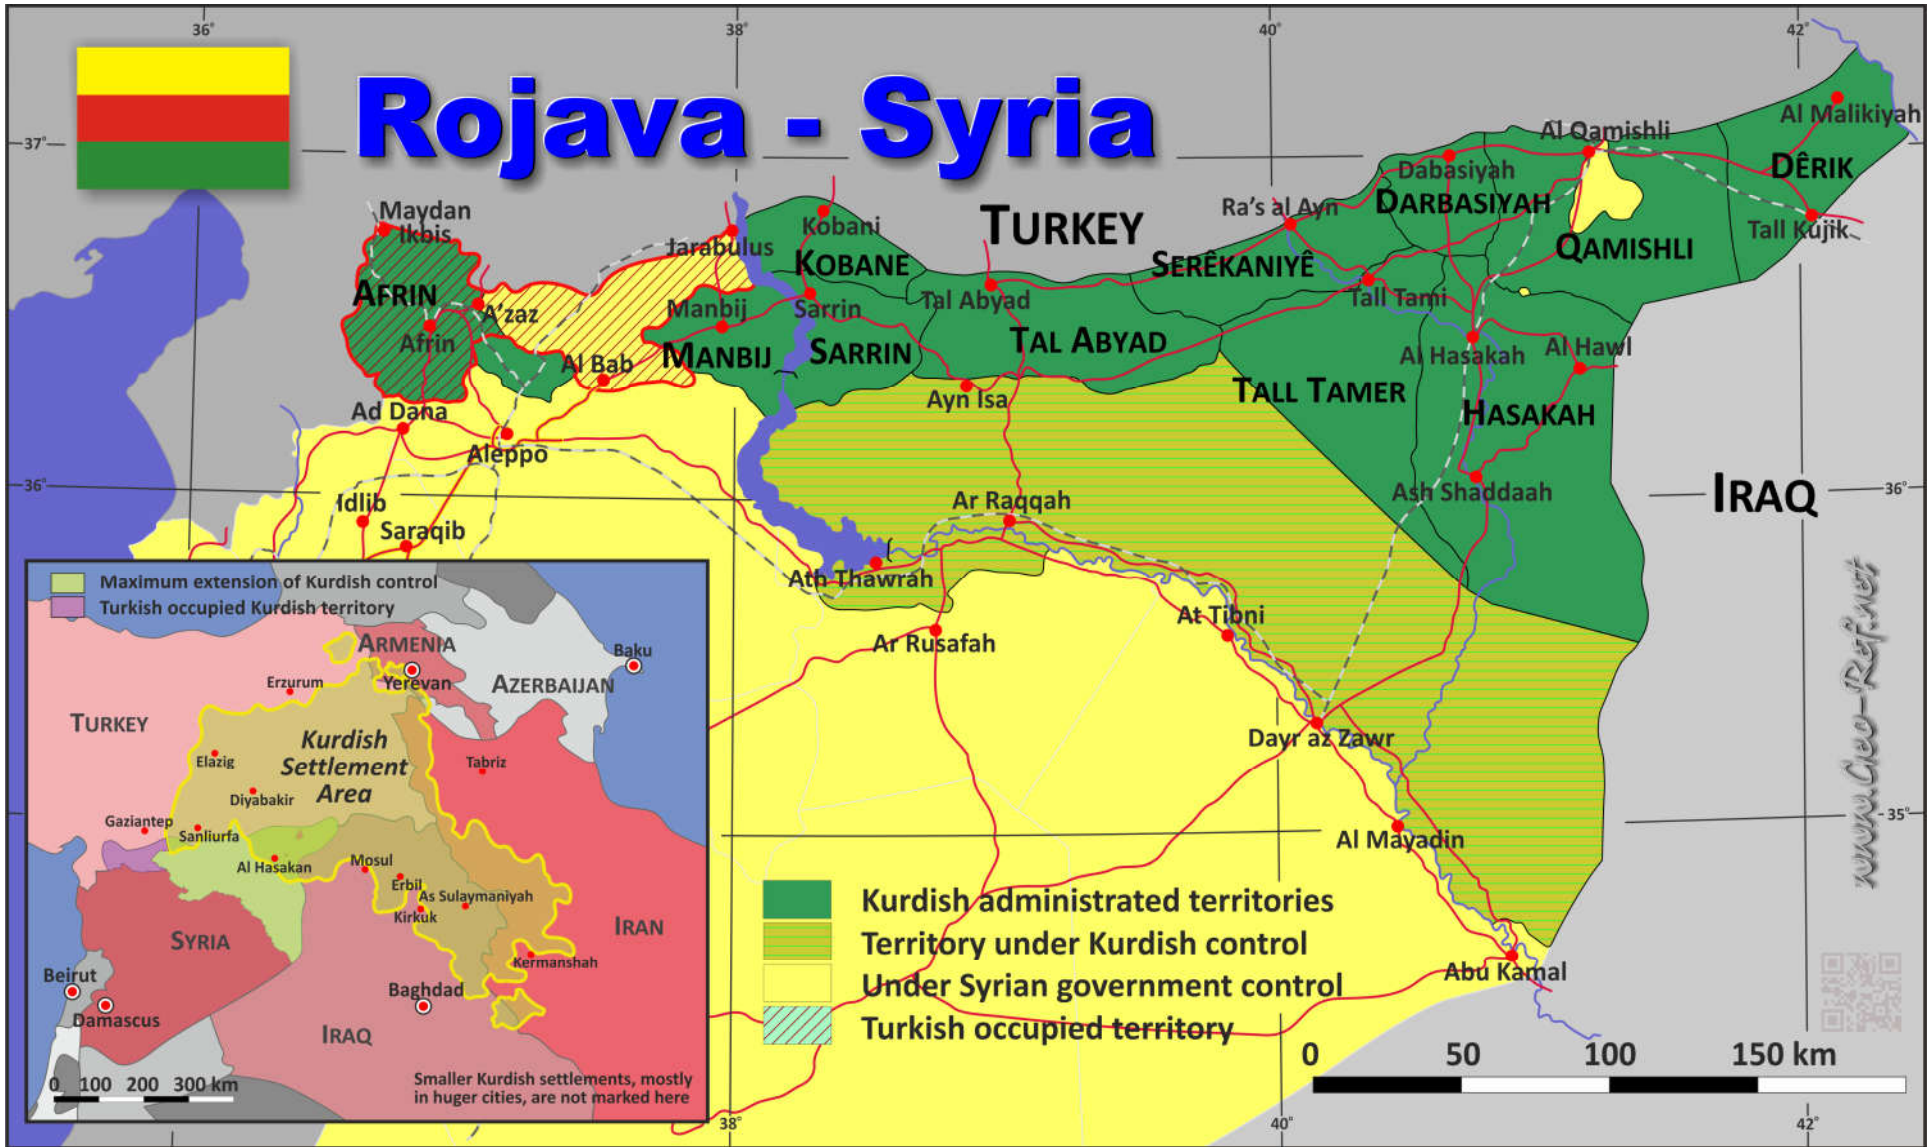 36°
38°
40°
42°
Rojava - Syria
37°
Al Malikiyah
Al Qamishli
DÊRIK
Dabasiyah
DARBASIYAH
Maydan
Ikbis
Kobani
TURKEY
Ra's al Ayn
Tall Kujik
Jarabulus
QAMISHLI
KOBANE
SERÊKANIYÊ
AFRIN
A'zaz
Manbij
Sarrin
Tal Abyad
Tall Tami
Afrin
MANBIJ
SARRIN
TAL ABYAD
Al Hasakah
Al Hawl
Al Bab
Ayn Isa
TALL TAMER
HASAKAH
Ad Dana
Aleppo
36°
Ash Shaddaah
IRAQ
36°
Idlib
Ar Raqqah
Saraqib
Ath Thawrah
At Tibni
Ar Rusafah
Dayr az Zawr
Al Mayadin
35°
Abu Kamal
www.Geo-Ref.net
Maximum extension of Kurdish control
Turkish occupied Kurdish territory
ARMENIA
Baku
Erzurum
Yerevan
AZERBAIJAN
TURKEY
Kurdish
Settlement
Area
Elazig
Tabriz
Diyabakir
Gaziantep
Sanliurfa
Al Hasakan
Mosul
Erbil
As Sulaymaniyah
Kirkuk
SYRIA
IRAN
Kermanshah
Beirut
Baghdad
Damascus
IRAQ
0 100 200 300 km
Smaller Kurdish settlements, mostly
in huger cities, are not marked here
Kurdish administrated territories
Territory under Kurdish control
Under Syrian government control
Turkish occupied territory
0 50 100 150 km
38°
40°
42°